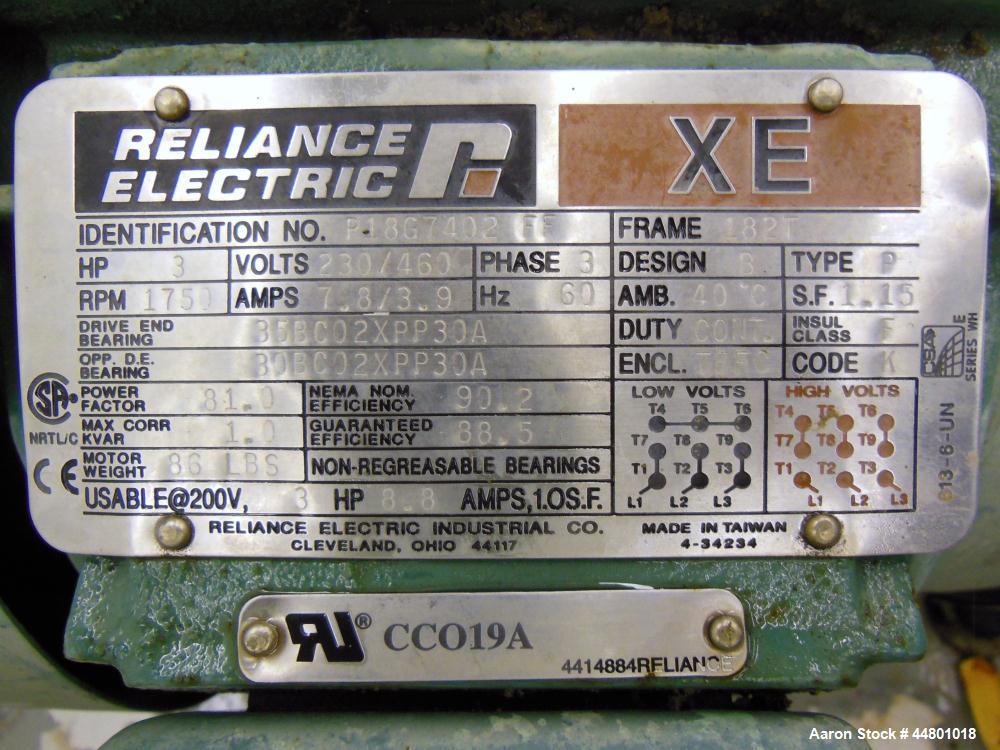 RELIANCE
ELECTRIC
XE
IDENTIFICATION NO. P18G7402 FRAME 182T
HP 3 VOLTS 230/460 PHASE 3 DESIGN B TYPE P
RPM 1750 AMPS 7.8/3.9 Hz 60 AMB. 40°C S.F. 1.15
DRIVE END
BEARING 35BC02XPP30A DUTY CONT. INSUL
CLASS F
OPP. D.E.
BEARING 30BC02XPP30A ENCL. CODE K
POWER
FACTOR 81.0 NEMA NOM.
EFFICIENCY 90.2
MAX CORR
KVAR 1.0 GUARANTEED
EFFICIENCY 88.5
MOTOR
WEIGHT 86 LBS NON-REGREASABLE BEARINGS
USABLE@200V, 3 HP 8.8 AMPS,1.0S.F.
LOW VOLTS
T4 T5 T6
T7 T8 T9
T1 T2 T3
L1 L2 L3
HIGH VOLTS
T4 T5 T6
T7 T8 T9
T1 T2 T3
L1 L2 L3
SA
NRTL/C
CE
SERIES WH
613-6-UN
RELIANCE ELECTRIC INDUSTRIAL CO.
CLEVELAND, OHIO 44117
MADE IN TAIWAN
4-34234
RU® CCO19A
4414884RELIANCE
Aaron Stock # 44801018